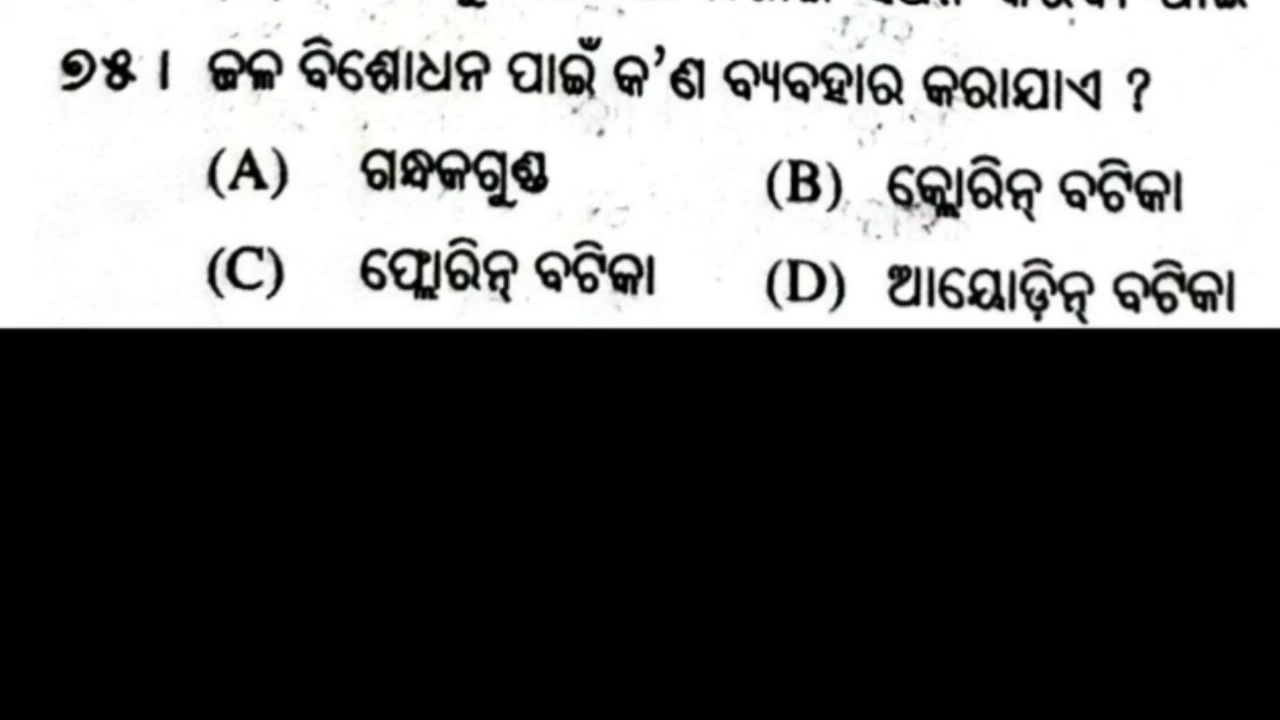 ୭୫ । ଜଳ ବିଶୋଧନ ପାଇଁ କ'ଣ ବ୍ୟବହାର କରାଯାଏ ?
(A) ଗନ୍ଧକଗୁଣ୍ଡ (B) କ୍ଲୋରିନ୍ ବଟିକା
(C) ଫ୍ଲୋରିନ୍ ବଟିକା (D) ଆୟୋଡ଼ିନ୍ ବଟିକା